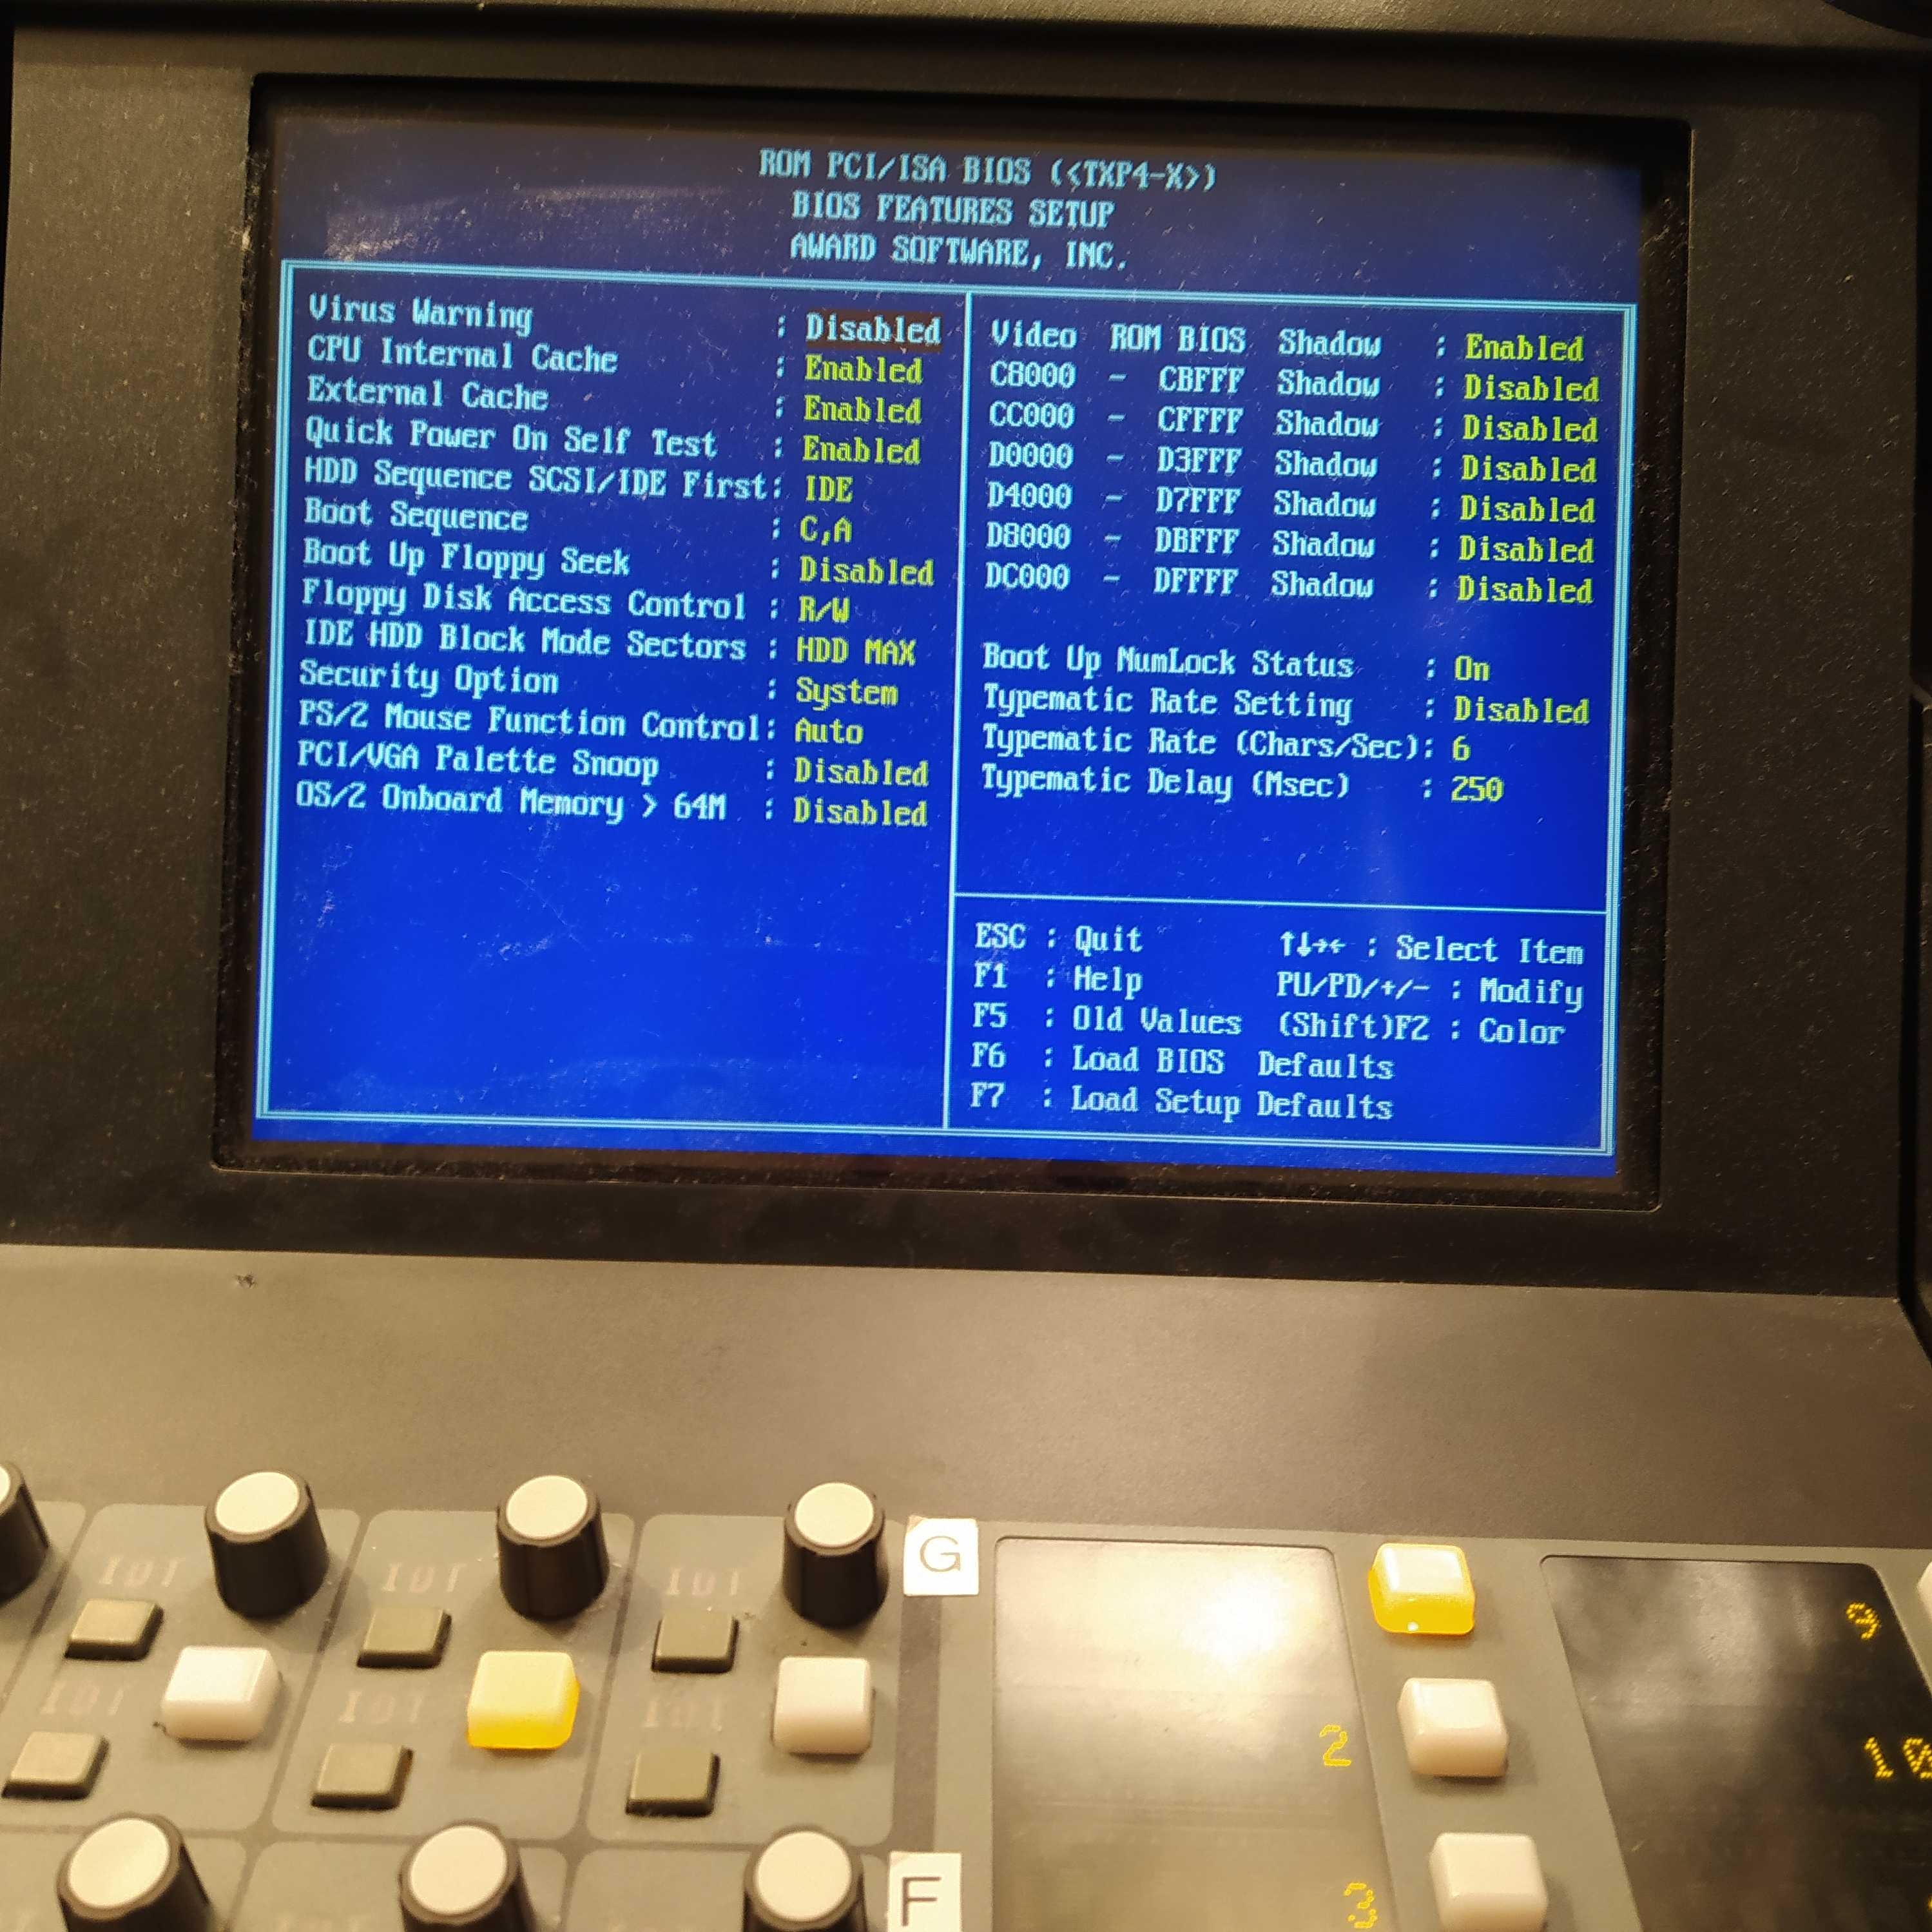 ROM PCI/ISA BIOS (<TXP4-X>)
BIOS FEATURES SETUP
AWARD SOFTWARE, INC.
Virus Warning : Disabled
CPU Internal Cache : Enabled
External Cache : Enabled
Quick Power On Self Test : Enabled
HDD Sequence SCSI/IDE First: IDE
Boot Sequence : C,A
Boot Up Floppy Seek : Disabled
Floppy Disk Access Control : R/W
IDE HDD Block Mode Sectors : HDD MAX
Security Option : System
PS/2 Mouse Function Control: Auto
PCI/VGA Palette Snoop : Disabled
OS/2 Onboard Memory > 64M : Disabled
Video ROM BIOS Shadow : Enabled
C8000 - CBFFF Shadow : Disabled
CC000 - CFFFF Shadow : Disabled
D0000 - D3FFF Shadow : Disabled
D4000 - D7FFF Shadow : Disabled
D8000 - DBFFF Shadow : Disabled
DC000 - DFFFF Shadow : Disabled
Boot Up NumLock Status : On
Typematic Rate Setting : Disabled
Typematic Rate (Chars/Sec): 6
Typematic Delay (Msec) : 250
ESC : Quit ↑↓→← : Select Item
F1 : Help PU/PD/+/- : Modify
F5 : Old Values (Shift)F2 : Color
F6 : Load BIOS Defaults
F7 : Load Setup Defaults
G
9
2
10
F
3